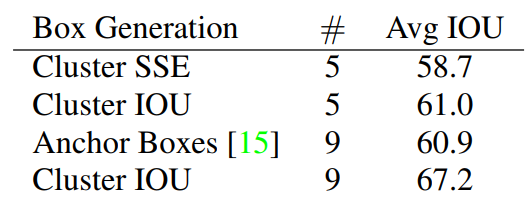 Box Generation # Avg IOU
Cluster SSE 5 58.7
Cluster IOU 5 61.0
Anchor Boxes [15] 9 60.9
Cluster IOU 9 67.2